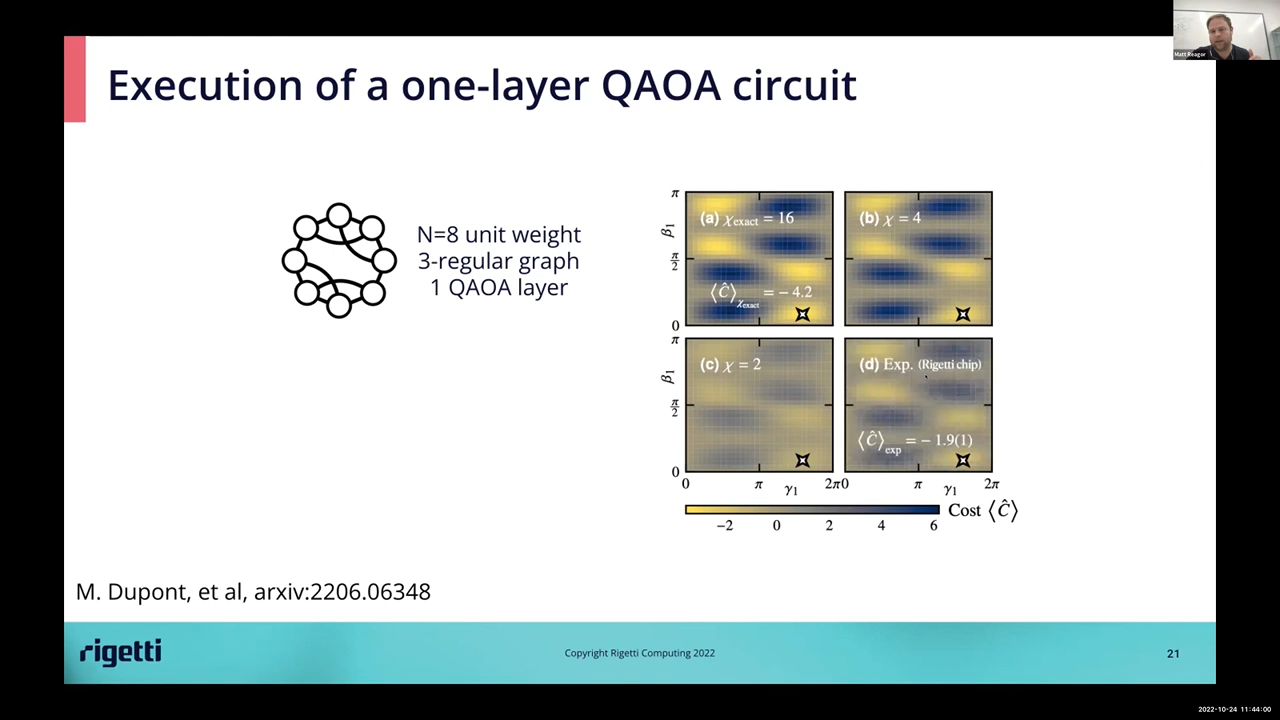 Matt Reagor
Execution of a one-layer QAOA circuit
N=8 unit weight
3-regular graph
1 QAOA layer
π
β₁
π/2
0
(a) χexact = 16
⟨Ĉ⟩χexact = − 4.2
(b) χ = 4
π
β₁
π/2
0
(c) χ = 2
(d) Exp. (Rigetti chip)
⟨Ĉ⟩exp = − 1.9(1)
0 π γ₁ 2π 0 π γ₁ 2π
−2 0 2 4 6 Cost ⟨Ĉ⟩
M. Dupont, et al, arxiv:2206.06348
rigetti
Copyright Rigetti Computing 2022
21
2022-10-24 11:44:00